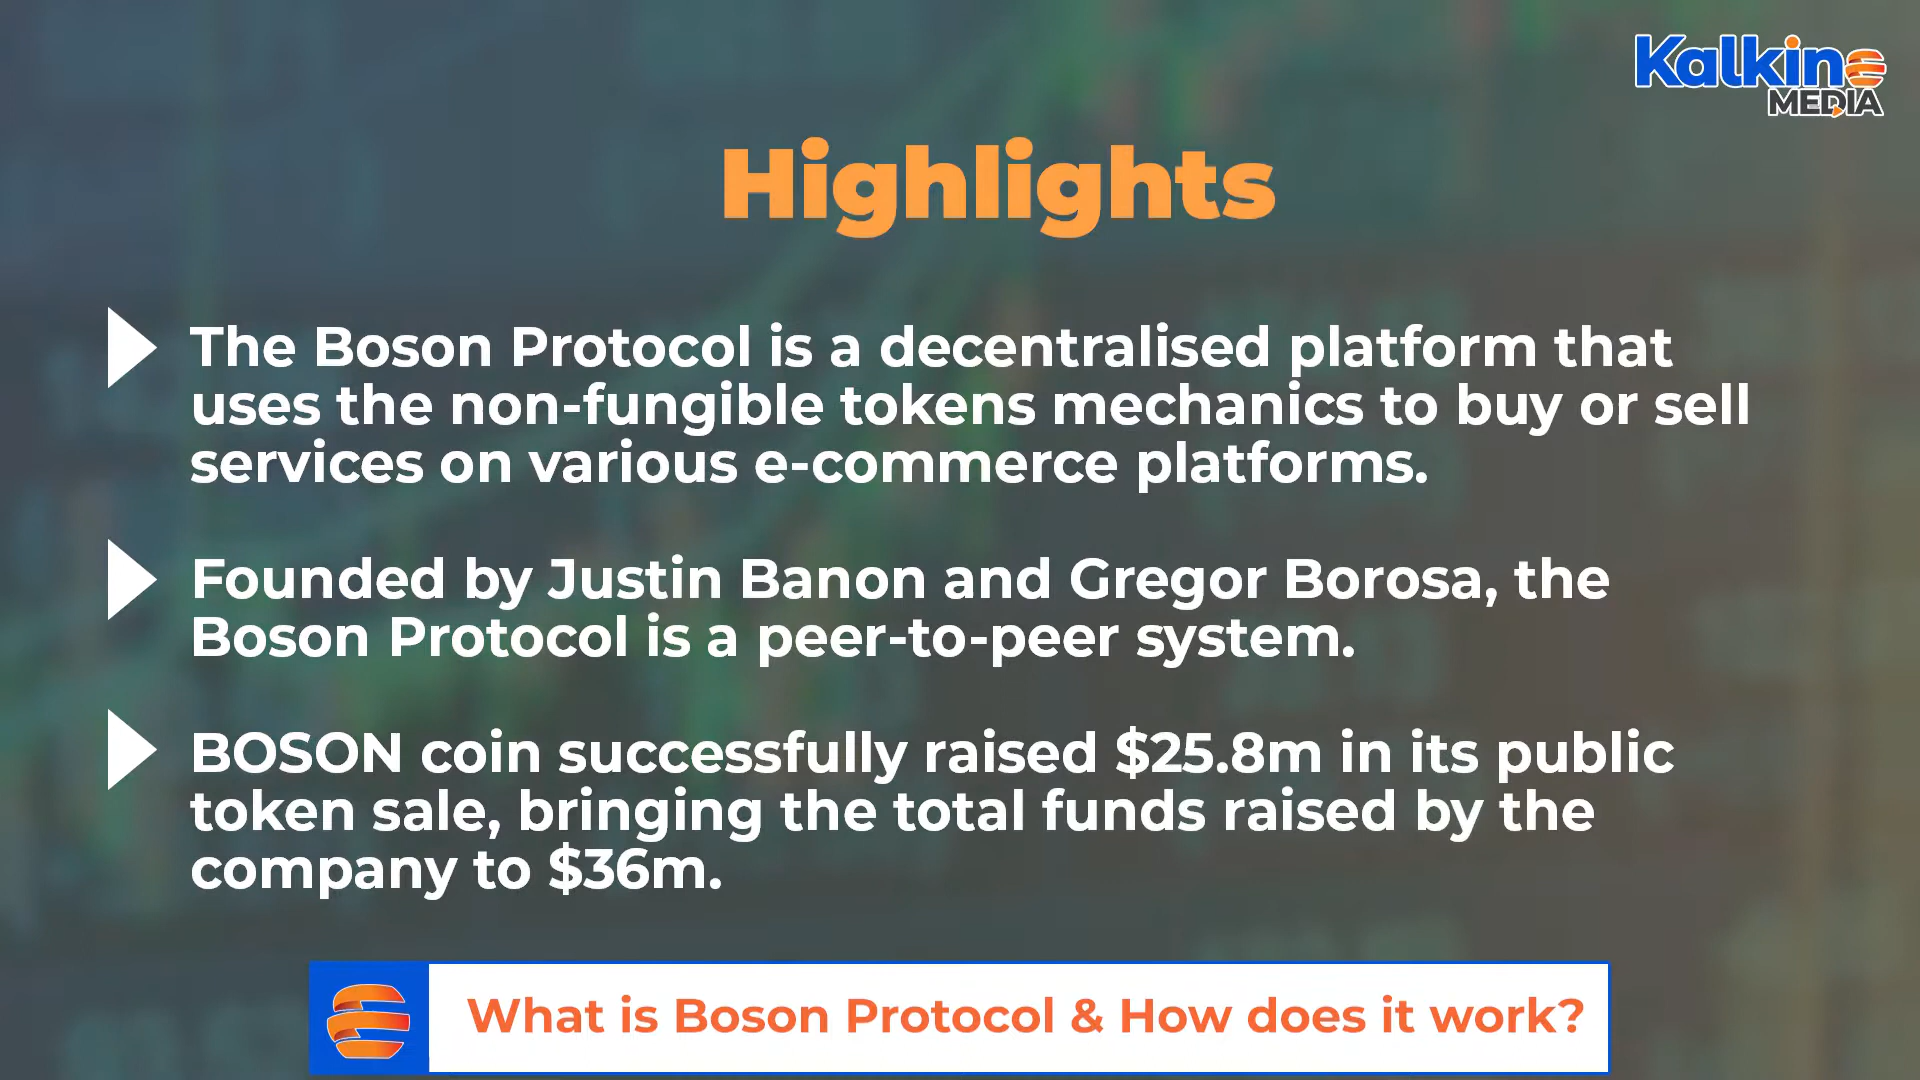 Kalkine
MEDIA
Highlights
The Boson Protocol is a decentralised platform that
uses the non-fungible tokens mechanics to buy or sell
services on various e-commerce platforms.
Founded by Justin Banon and Gregor Borosa, the
Boson Protocol is a peer-to-peer system.
BOSON coin successfully raised $25.8m in its public
token sale, bringing the total funds raised by the
company to $36m.
What is Boson Protocol & How does it work?